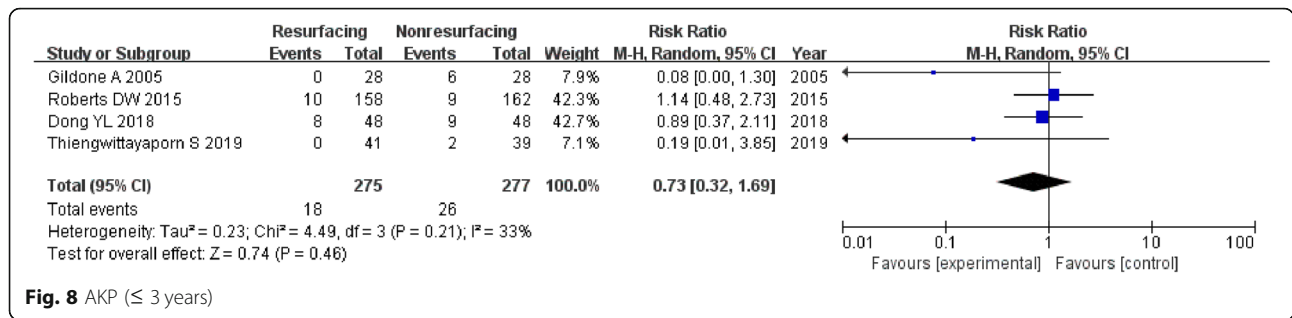 Resurfacing Nonresurfacing Risk Ratio Risk Ratio
Study or Subgroup Events Total Events Total Weight M-H, Random, 95% CI Year M-H, Random, 95% CI
Gildone A 2005 0 28 6 28 7.9% 0.08 [0.00, 1.30] 2005
Roberts DW 2015 10 158 9 162 42.3% 1.14 [0.48, 2.73] 2015
Dong YL 2018 8 48 9 48 42.7% 0.89 [0.37, 2.11] 2018
Thiengwittayaporn S 2019 0 41 2 39 7.1% 0.19 [0.01, 3.85] 2019
Total (95% CI) 275 277 100.0% 0.73 [0.32, 1.69]
Total events 18 26
Heterogeneity: Tau² = 0.23; Chi² = 4.49, df = 3 (P = 0.21); I² = 33%
Test for overall effect: Z = 0.74 (P = 0.46)
0.01 0.1 1 10 100
Favours [experimental] Favours [control]
Fig. 8 AKP (≤ 3 years)